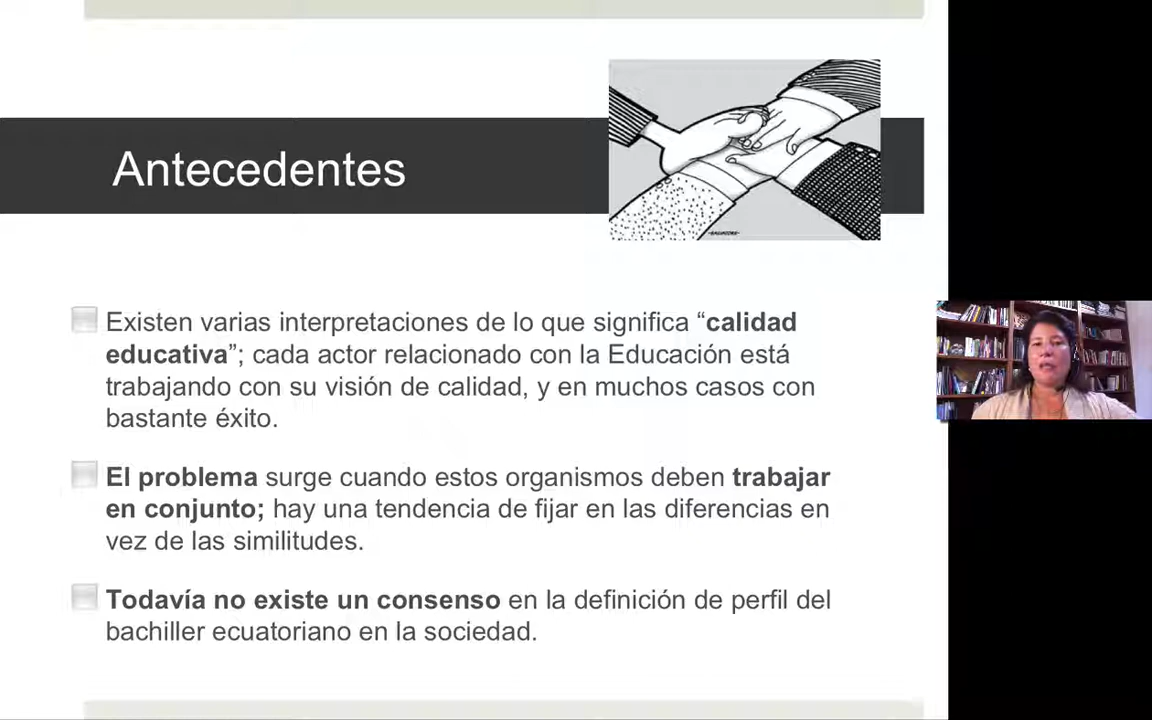 Antecedentes
Existen varias interpretaciones de lo que significa “calidad
educativa”; cada actor relacionado con la Educación está
trabajando con su visión de calidad, y en muchos casos con
bastante éxito.
El problema surge cuando estos organismos deben trabajar
en conjunto; hay una tendencia de fijar en las diferencias en
vez de las similitudes.
Todavía no existe un consenso en la definición de perfil del
bachiller ecuatoriano en la sociedad.